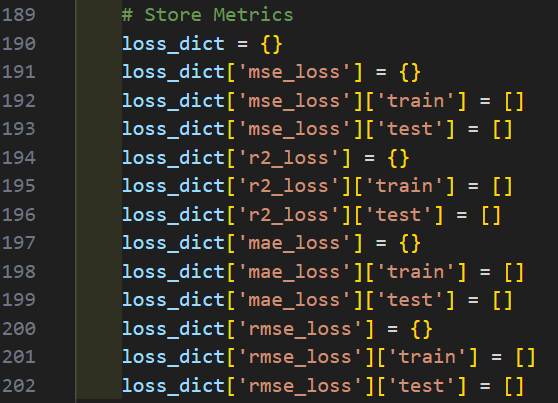 189 # Store Metrics
190 loss_dict = {}
191 loss_dict['mse_loss'] = {}
192 loss_dict['mse_loss']['train'] = []
193 loss_dict['mse_loss']['test'] = []
194 loss_dict['r2_loss'] = {}
195 loss_dict['r2_loss']['train'] = []
196 loss_dict['r2_loss']['test'] = []
197 loss_dict['mae_loss'] = {}
198 loss_dict['mae_loss']['train'] = []
199 loss_dict['mae_loss']['test'] = []
200 loss_dict['rmse_loss'] = {}
201 loss_dict['rmse_loss']['train'] = []
202 loss_dict['rmse_loss']['test'] = []